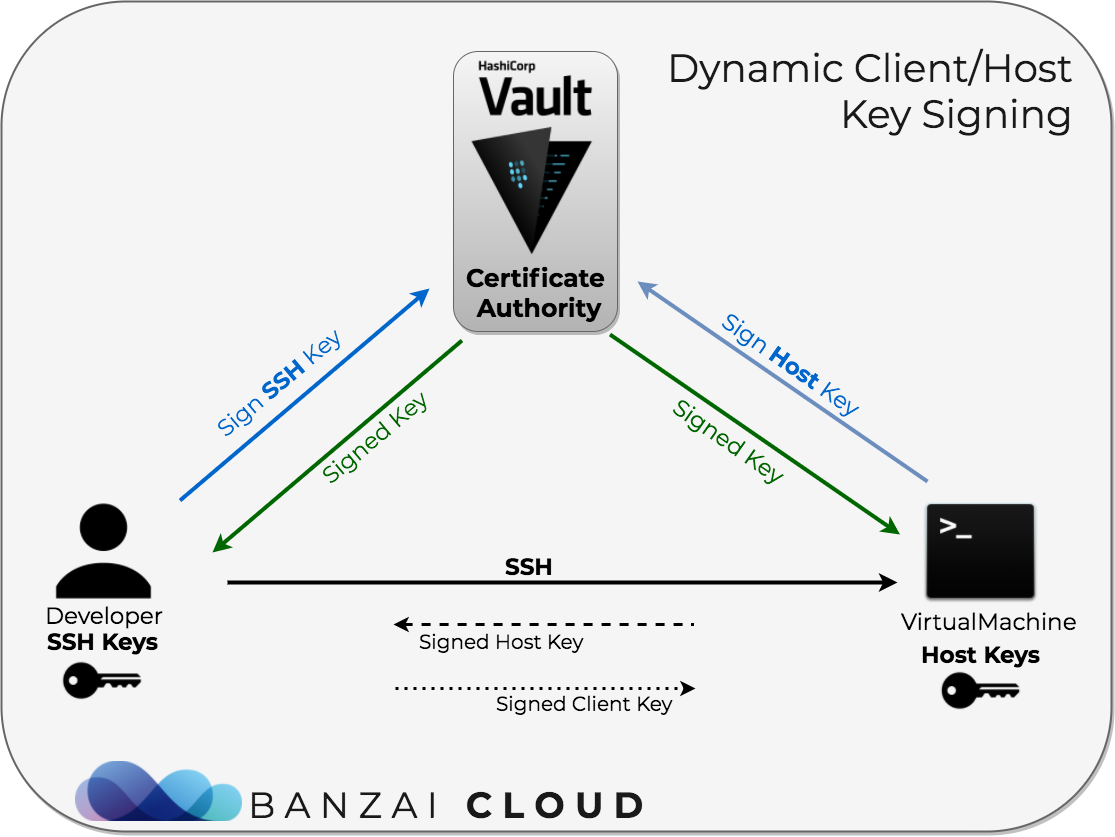 Dynamic Client/Host
Key Signing
HashiCorp
Vault
Certificate
Authority
Sign SSH Key
Signed Key
Sign Host Key
Signed Key
>_
SSH
Developer
SSH Keys
VirtualMachine
Host Keys
Signed Host Key
Signed Client Key
BANZAI CLOUD